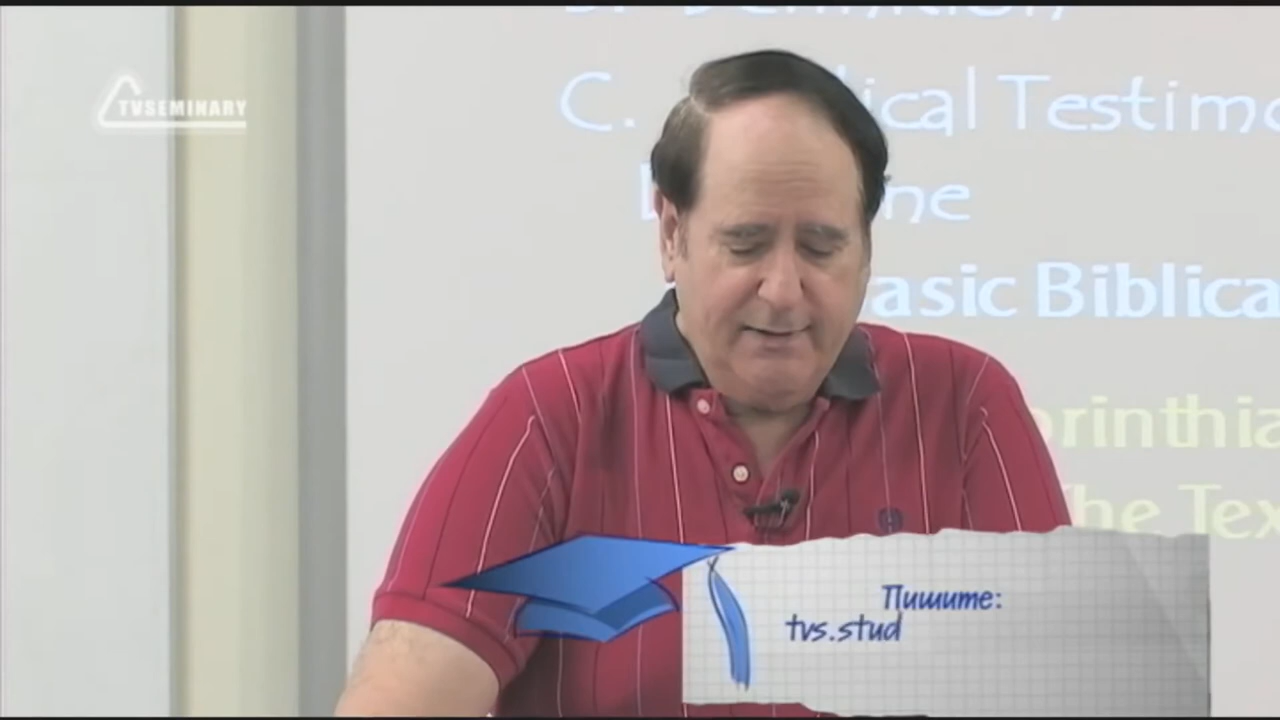 TVSEMINARY
C. ical Testimo
ne
asic Biblica
orinthia
he Tex
Пишите:
tvs.stud